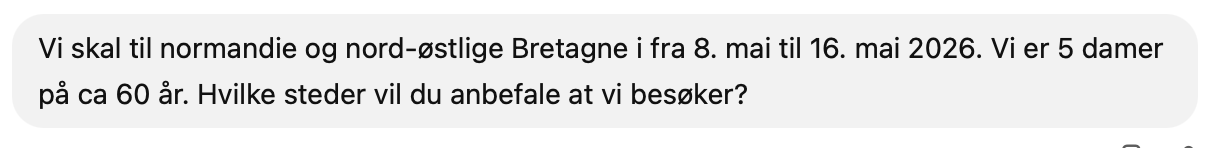 Vi skal til normandie og nord-østlige Bretagne i fra 8. mai til 16. mai 2026. Vi er 5 damer
på ca 60 år. Hvilke steder vil du anbefale at vi besøker?